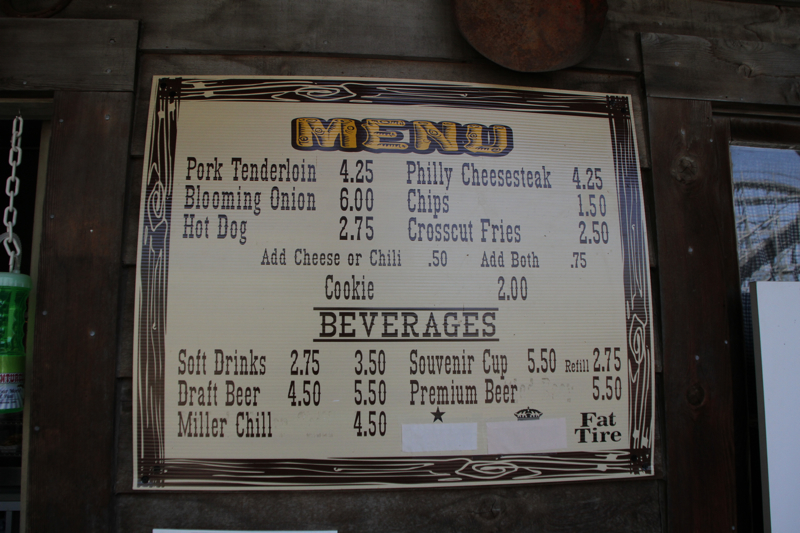 MENU
Pork Tenderloin 4.25 Philly Cheesesteak 4.25
Blooming Onion 6.00 Chips 1.50
Hot Dog 2.75 Crosscut Fries 2.50
Add Cheese or Chili .50 Add Both .75
Cookie 2.00
BEVERAGES
Soft Drinks 2.75 3.50 Souvenir Cup 5.50 Refill 2.75
Draft Beer 4.50 5.50 Premium Beer 5.50
Miller Chill 4.50
Fat
Tire